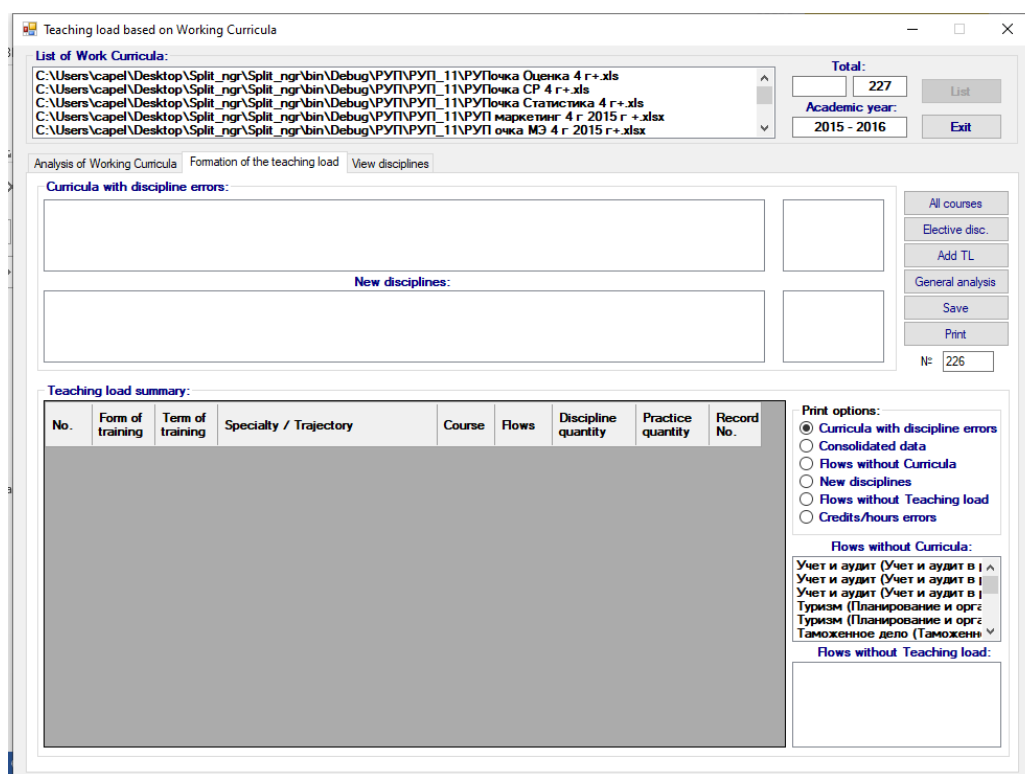 Teaching load based on Working Curricula
List of Work Curricula:
C:\Users\capel\Desktop\Split_ngr\Split_ngr\bin\Debug\РУП\РУП_11\РУПочка Оценка 4 г+.xls
C:\Users\capel\Desktop\Split_ngr\Split_ngr\bin\Debug\РУП\РУП_11\РУПочка СР 4 г+.xls
C:\Users\capel\Desktop\Split_ngr\Split_ngr\bin\Debug\РУП\РУП_11\РУПочка Статистика 4 г+.xls
C:\Users\capel\Desktop\Split_ngr\Split_ngr\bin\Debug\РУП\РУП_11\РУП маркетинг 4 г 2015 г +.xlsx
C:\Users\capel\Desktop\Split_ngr\Split_ngr\bin\Debug\РУП\РУП_11\РУП очка МЭ 4 г 2015 г+.xlsx
Total:
227
List
Academic year:
2015 - 2016
Exit
Analysis of Working Curricula
Formation of the teaching load
View disciplines
Curricula with discipline errors:
All courses
Elective disc.
Add TL
New disciplines:
General analysis
Save
Print
№ 226
Teaching load summary:
No.
Form of training
Term of training
Specialty / Trajectory
Course
Flows
Discipline quantity
Practice quantity
Record No.
Print options:
Curricula with discipline errors
Consolidated data
Flows without Curricula
New disciplines
Flows without Teaching load
Credits/hours errors
Flows without Curricula:
Учет и аудит (Учет и аудит в
Учет и аудит (Учет и аудит в
Учет и аудит (Учет и аудит в
Туризм (Планирование и орга
Туризм (Планирование и орга
Таможенное дело (Таможенн
Flows without Teaching load: